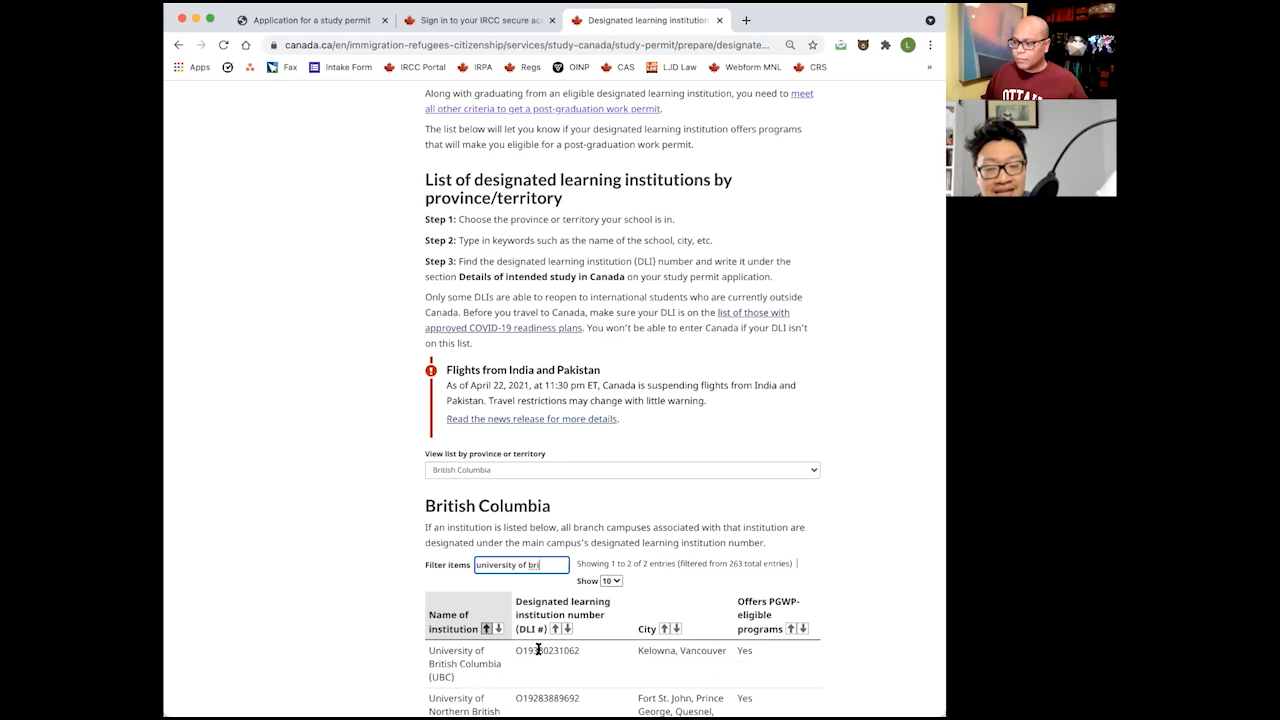 Application for a study permit
Sign in to your IRCC secure acc
Designated learning institution
canada.ca/en/immigration-refugees-citizenship/services/study-canada/study-permit/prepare/designate...
L
Apps
Fax
Intake Form
IRCC Portal
IRPA
Regs
OINP
CAS
LJD Law
Webform MNL
CRS
»
Along with graduating from an eligible designated learning institution, you need to meet
all other criteria to get a post-graduation work permit.
The list below will let you know if your designated learning institution offers programs
that will make you eligible for a post-graduation work permit.
List of designated learning institutions by
province/territory
Step 1: Choose the province or territory your school is in.
Step 2: Type in keywords such as the name of the school, city, etc.
Step 3: Find the designated learning institution (DLI) number and write it under the
section Details of intended study in Canada on your study permit application.
Only some DLIs are able to reopen to international students who are currently outside
Canada. Before you travel to Canada, make sure your DLI is on the list of those with
approved COVID-19 readiness plans. You won't be able to enter Canada if your DLI isn't
on this list.
Flights from India and Pakistan
As of April 22, 2021, at 11:30 pm ET, Canada is suspending flights from India and
Pakistan. Travel restrictions may change with little warning.
Read the news release for more details.
View list by province or territory
British Columbia
British Columbia
If an institution is listed below, all branch campuses associated with that institution are
designated under the main campus's designated learning institution number.
Filter items university of bri Showing 1 to 2 of 2 entries (filtered from 263 total entries) |
Show 10
Name of institution
Designated learning institution number (DLI #)
City
Offers PGWP-eligible programs
University of British Columbia (UBC)
Kelowna, Vancouver
Yes
University of Northern British
O19283889692
Fort St. John, Prince George, Quesnel,
Yes